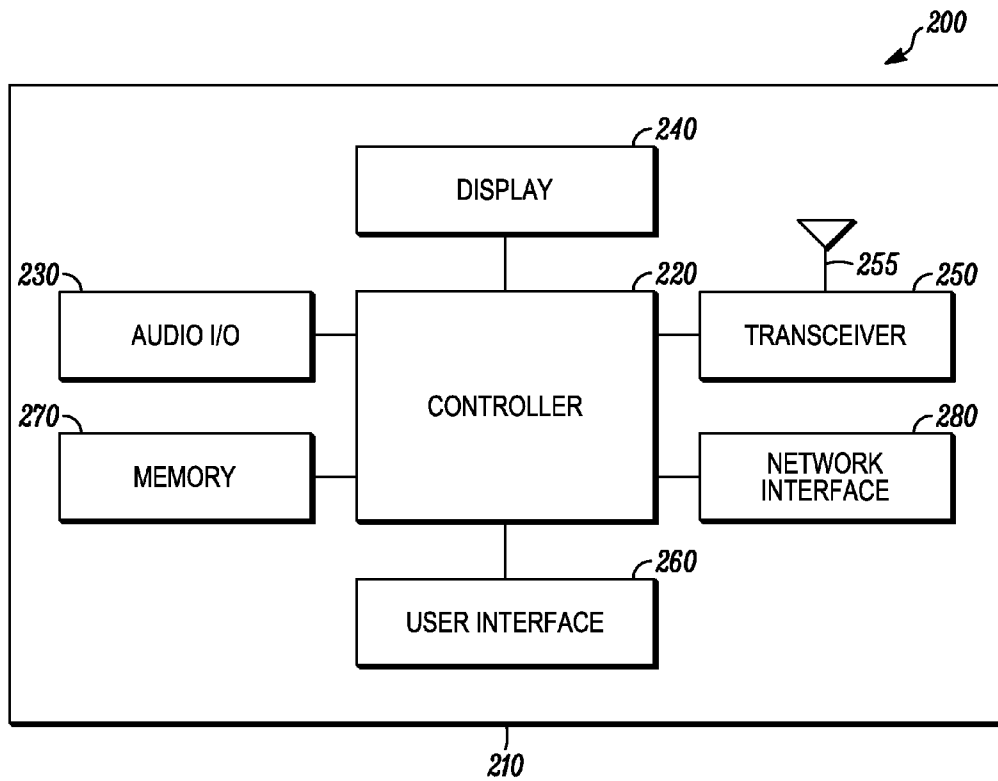 200
240
DISPLAY
230
220
255
250
AUDIO I/O
TRANSCEIVER
CONTROLLER
270
280
MEMORY
NETWORK
INTERFACE
260
USER INTERFACE
210